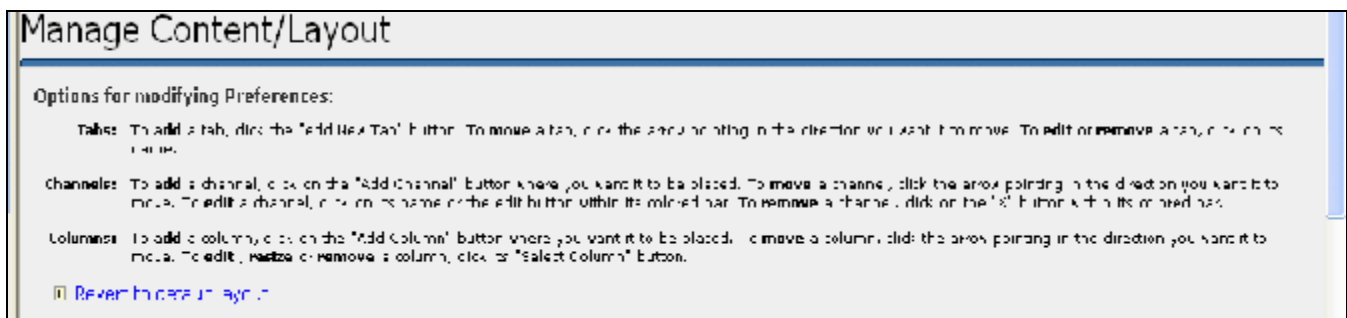 Manage Content/Layout
Options for modifying Preferences:
Tabs: To add a tab, click the "Add New Tab" button. To move a tab, click the arrow pointing in the direction you want it to move. To edit or remove a tab, click on its
name.
Channels: To add a channel, click on the "Add Channel" button where you want it to be placed. To move a channel, click the arrow pointing in the direction you want it to
move. To edit a channel, click on its name or the edit button within its colored bar. To remove a channel, click on the "X" button within its colored bar.
Columns: To add a column, click on the "Add Column" button where you want it to be placed. To move a column, click the arrow pointing in the direction you want it to
move. To edit, resize or remove a column, click its "Select Column" button.
Revert to default layout